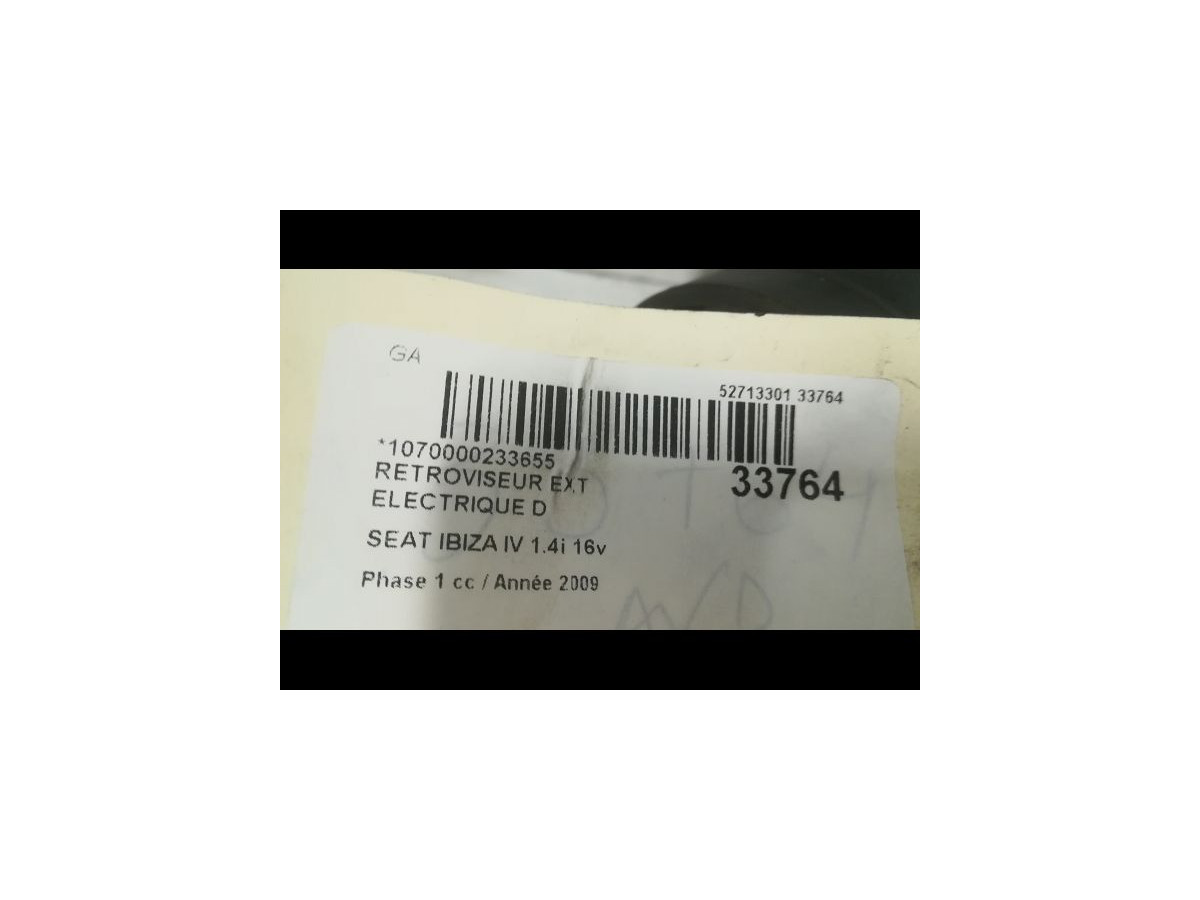 GA
52713301 33764
*1070000233655
33764
RETROVISEUR EXT
ELECTRIQUE D
SEAT IBIZA IV 1.4i 16v
Phase 1 cc / Année 2009